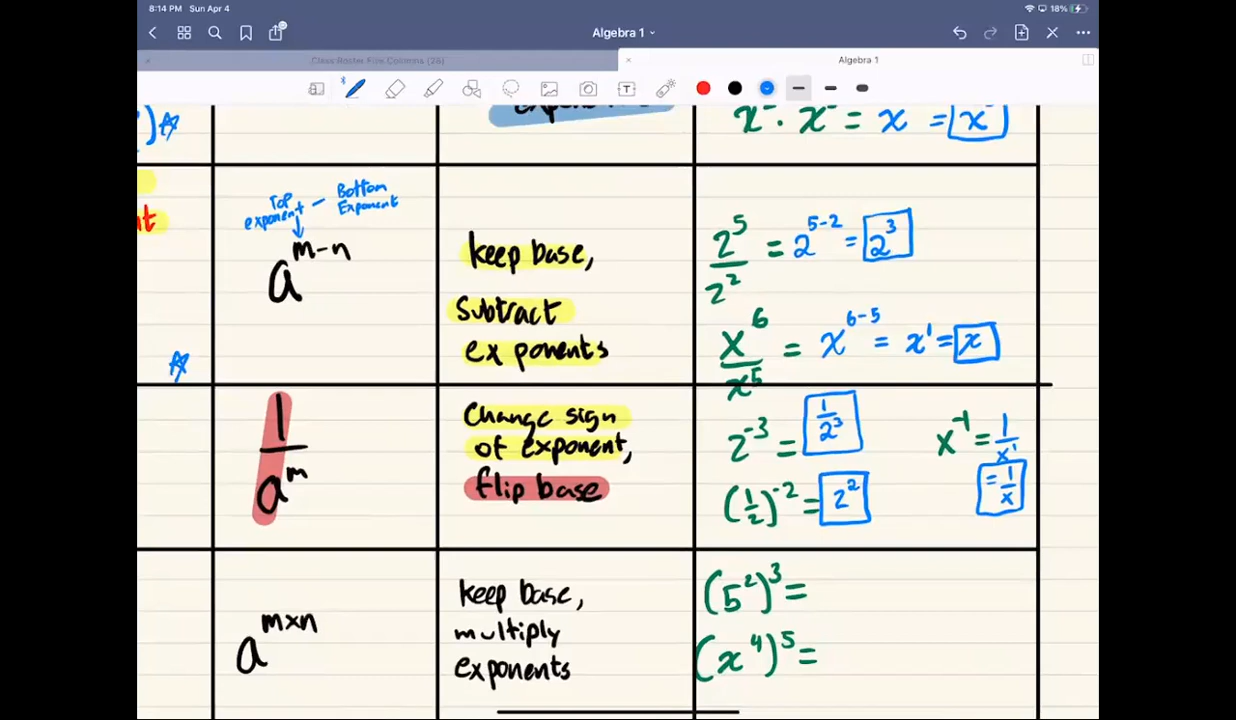 8:14 PM Sun Apr 4
18%
Algebra 1
Class Roster Five Columns (28)
Algebra 1
= x
Top exponent – Bottom Exponent
a^{m-n}
keep base,
Subtract
exponents
2^5/2^2 = 2^{5-2} = 2^3
x^6/x^5 = x^{6-5} = x^1 = x
1/a^m
Change sign
of exponent,
flip base
2^{-3} = 1/2^3
(1/2)^{-2} = 2^2
x^{-1} = 1/x^1
= 1/x
a^{m×n}
keep base,
multiply
exponents
(5^2)^3 =
(x^4)^5 =